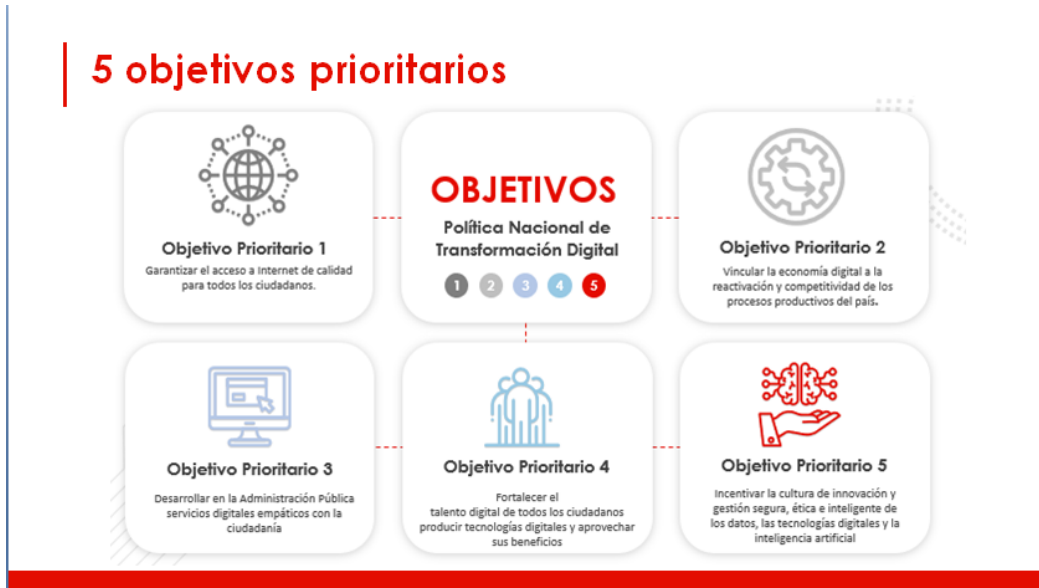 5 objetivos prioritarios
Objetivo Prioritario 1
Garantizar el acceso a Internet de calidad
para todos los ciudadanos.
OBJETIVOS
Política Nacional de
Transformación Digital
1 2 3 4 5
Objetivo Prioritario 2
Vincular la economía digital a la
reactivación y competitividad de los
procesos productivos del país.
Objetivo Prioritario 3
Desarrollar en la Administración Pública
servicios digitales empáticos con la
ciudadanía
Objetivo Prioritario 4
Fortalecer el
talento digital de todos los ciudadanos
producir tecnologías digitales y aprovechar
sus beneficios
Objetivo Prioritario 5
Incentivar la cultura de innovación y
gestión segura, ética e inteligente de
los datos, las tecnologías digitales y la
inteligencia artificial